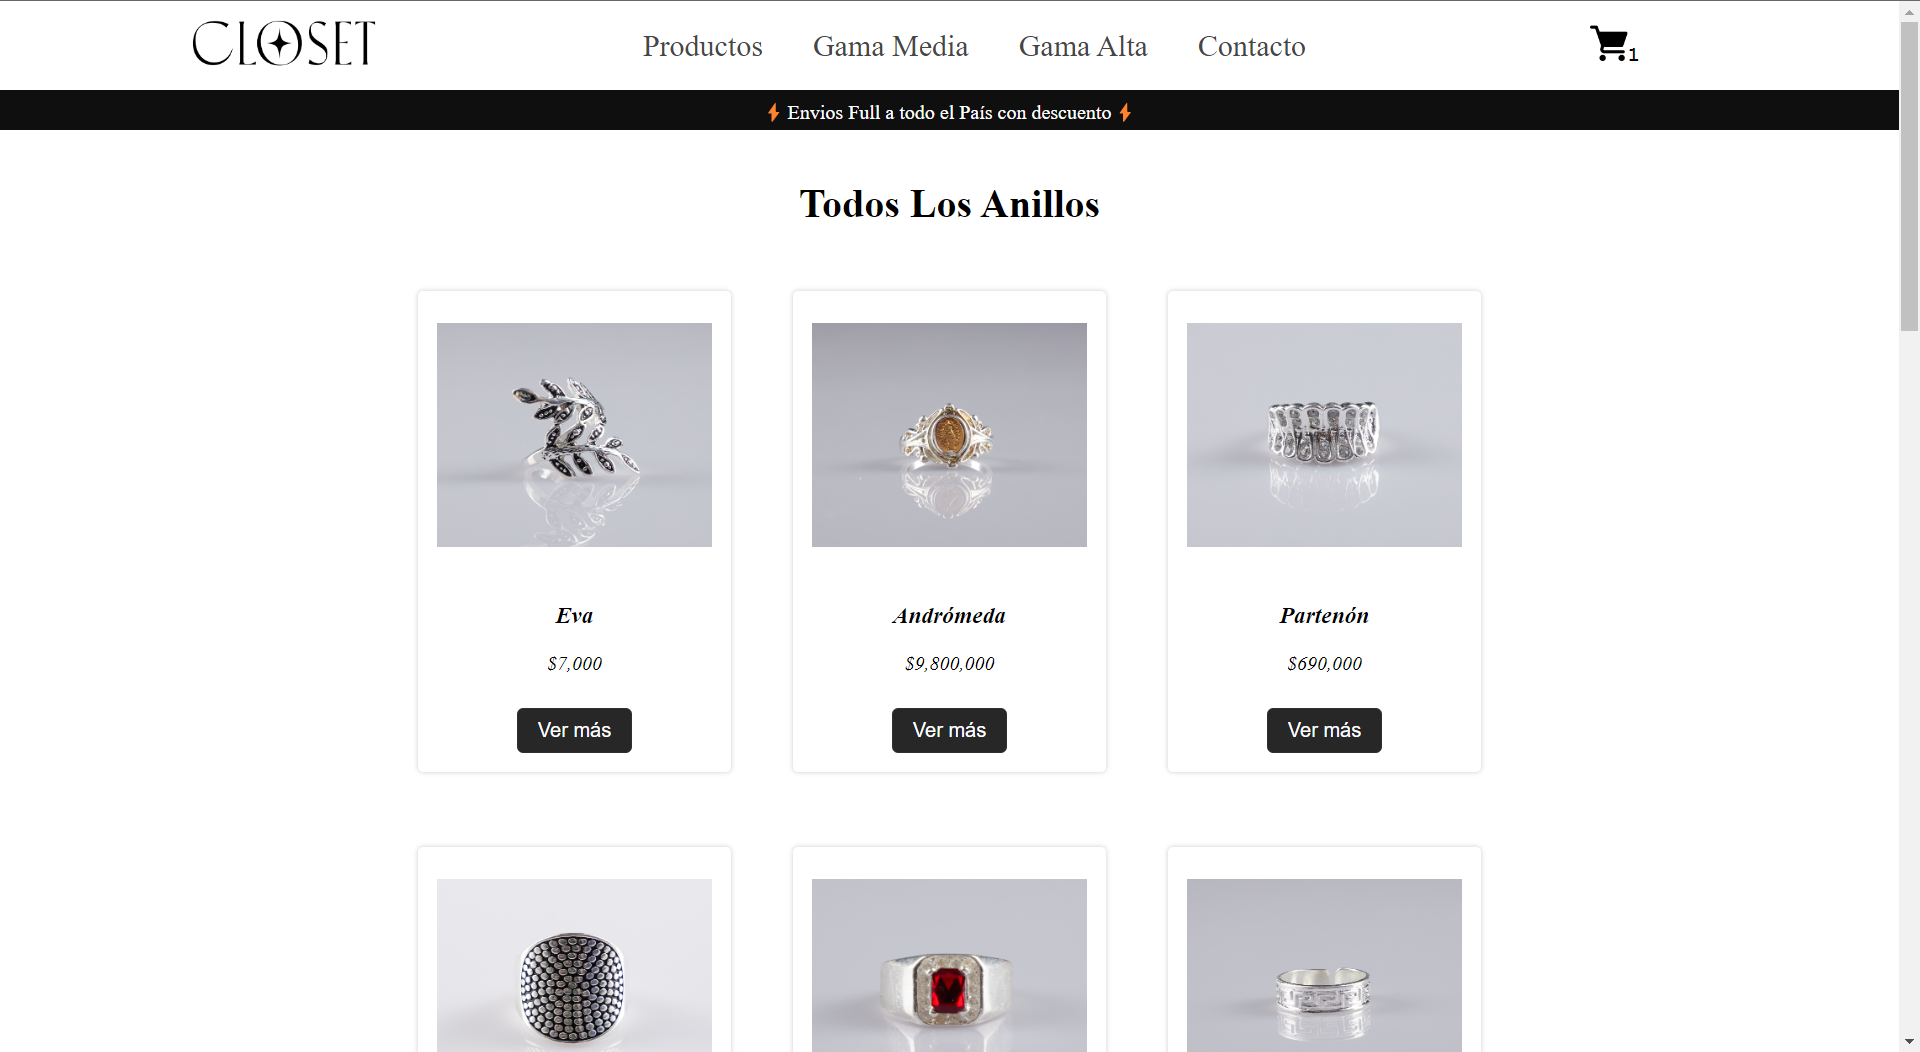 CLOSET
Productos Gama Media Gama Alta Contacto
1
Envios Full a todo el País con descuento
Todos Los Anillos
Eva
$7,000
Ver más
Andrómeda
$9,800,000
Ver más
Partenón
$690,000
Ver más